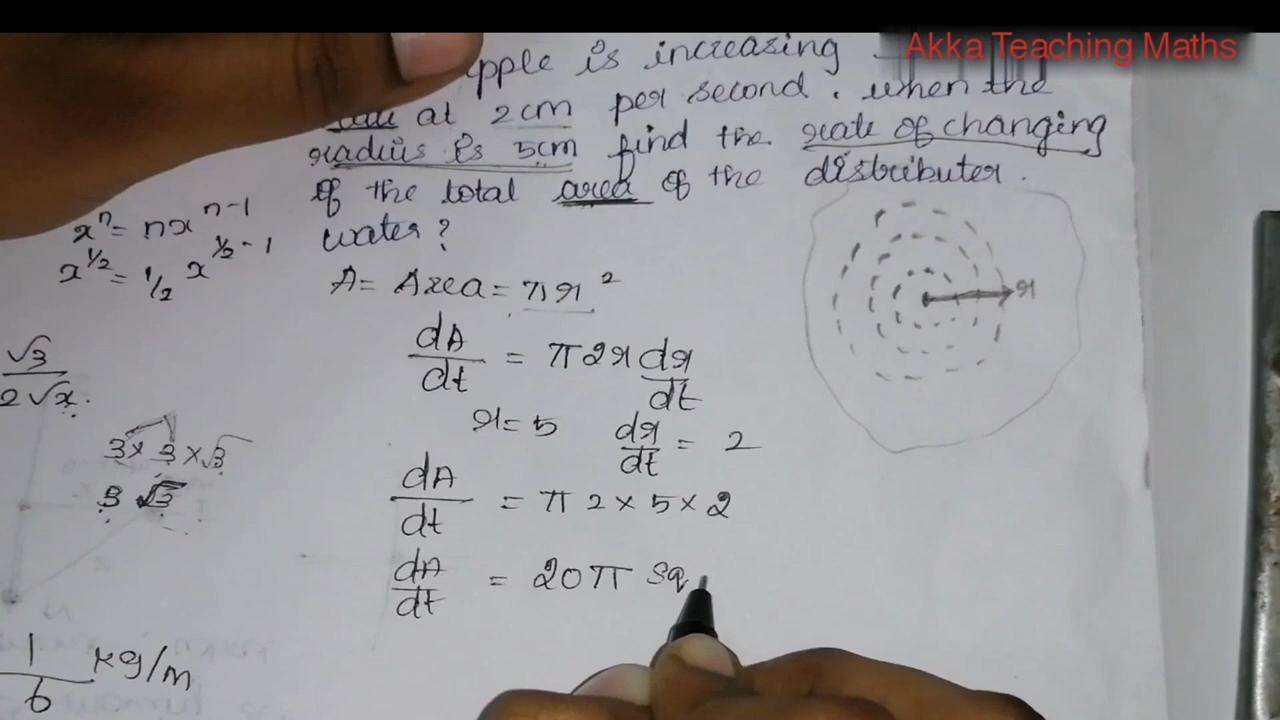 Akka Teaching Maths
ipple is increasing
rate at 2cm per second. when the
radius is 5cm find the rate of changing
of the total area of the distributer
water?
xⁿ = nx^(n-1)
x^(1/2) = 1/2 x^(1/2 - 1)
A = Area = πr²
dA/dt = π2r dr/dt
√3/2√x.
r = 5 dr/dt = 2
3 × 3 × √3
dA/dt = π 2 × 5 × 2
3 √3
dA/dt = 20π Sq
1/6 kg/m
r